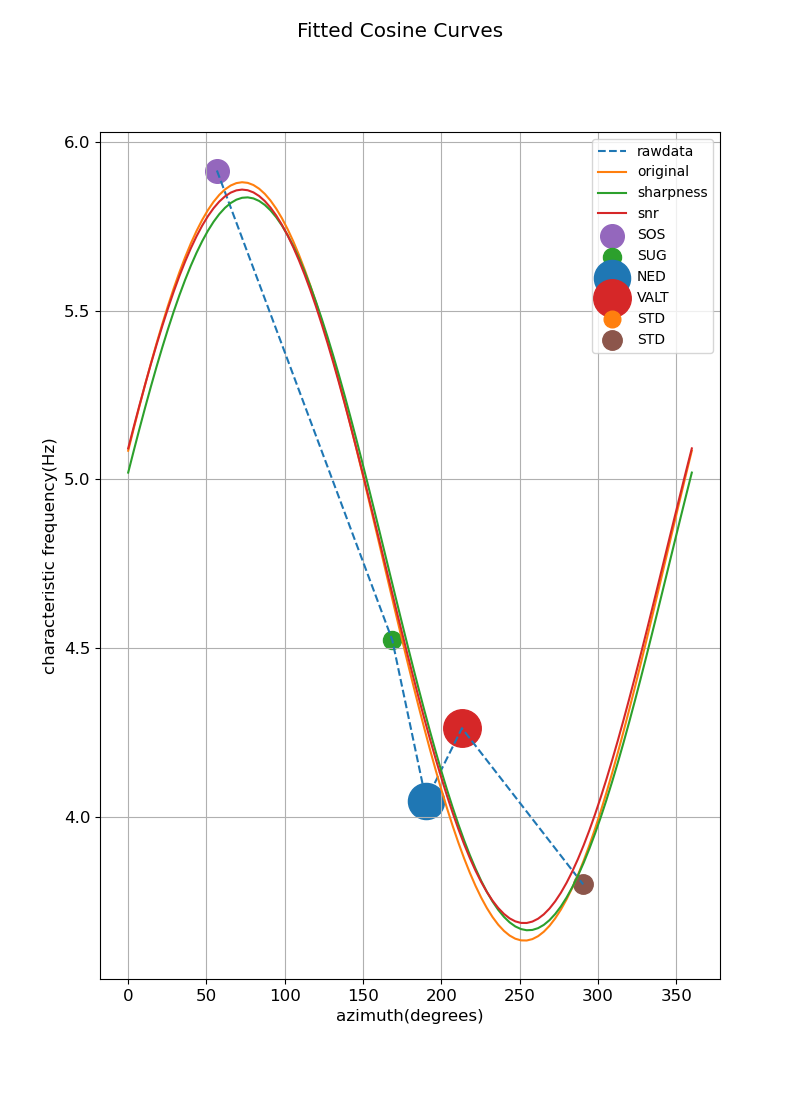 Fitted Cosine Curves
6.0
5.5
5.0
4.5
4.0
characteristic frequency(Hz)
rawdata
original
sharpness
snr
SOS
SUG
NED
VALT
STD
STD
0 50 100 150 200 250 300 350
azimuth(degrees)